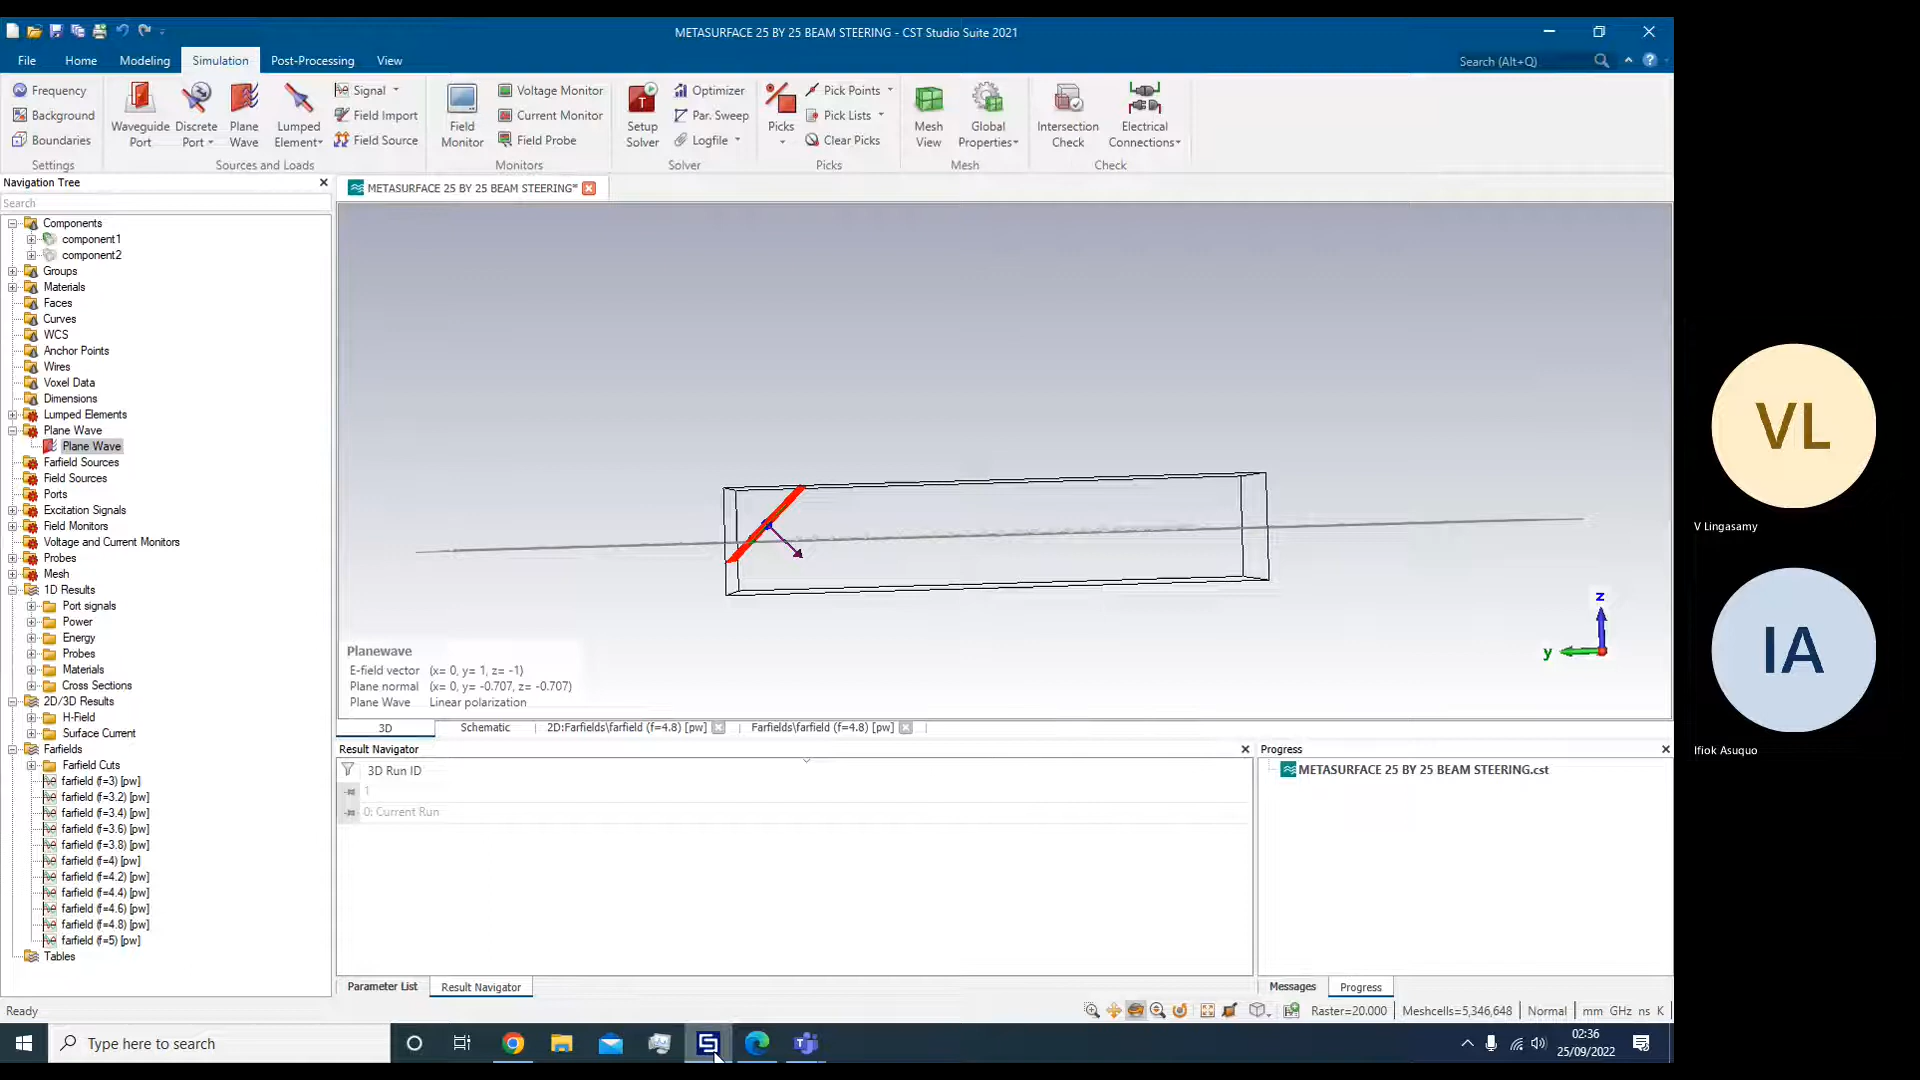 METASURFACE 25 BY 25 BEAM STEERING - CST Studio Suite 2021
File Home Modeling Simulation Post-Processing View
Search (Alt+Q)
Frequency
Background
Boundaries
Settings
Waveguide Port
Discrete Port
Plane Wave
Lumped Element
Signal
Field Import
Field Source
Sources and Loads
Field Monitor
Voltage Monitor
Current Monitor
Field Probe
Monitors
Setup Solver
Optimizer
Par. Sweep
Logfile
Solver
Picks
Pick Points
Pick Lists
Clear Picks
Picks
Mesh View
Global Properties
Mesh
Intersection Check
Electrical Connections
Check
Navigation Tree
Search
Components
component1
component2
Groups
Materials
Faces
Curves
WCS
Anchor Points
Wires
Voxel Data
Dimensions
Lumped Elements
Plane Wave
Plane Wave
Farfield Sources
Field Sources
Ports
Excitation Signals
Field Monitors
Voltage and Current Monitors
Probes
Mesh
1D Results
Port signals
Power
Energy
Probes
Materials
Cross Sections
2D/3D Results
H-Field
Surface Current
Farfields
Farfield Cuts
farfield (f=3) [pw]
farfield (f=3.2) [pw]
farfield (f=3.4) [pw]
farfield (f=3.6) [pw]
farfield (f=3.8) [pw]
farfield (f=4) [pw]
farfield (f=4.2) [pw]
farfield (f=4.4) [pw]
farfield (f=4.6) [pw]
farfield (f=4.8) [pw]
farfield (f=5) [pw]
Tables
METASURFACE 25 BY 25 BEAM STEERING*
z
y
Planewave
E-field vector (x= 0, y= 1, z= -1)
Plane normal (x= 0, y= -0.707, z= -0.707)
Plane Wave Linear polarization
3D Schematic 2D:Farfields\farfield (f=4.8) [pw] Farfields\farfield (f=4.8) [pw]
Result Navigator
3D Run ID
1
0: Current Run
Parameter List Result Navigator
Progress
METASURFACE 25 BY 25 BEAM STEERING.cst
Messages Progress
Ready
Raster=20.000 Meshcells=5,346,648 Normal mm GHz ns K
Type here to search
02:36
25/09/2022
VL
V Lingasamy
IA
Ifiok Asuquo